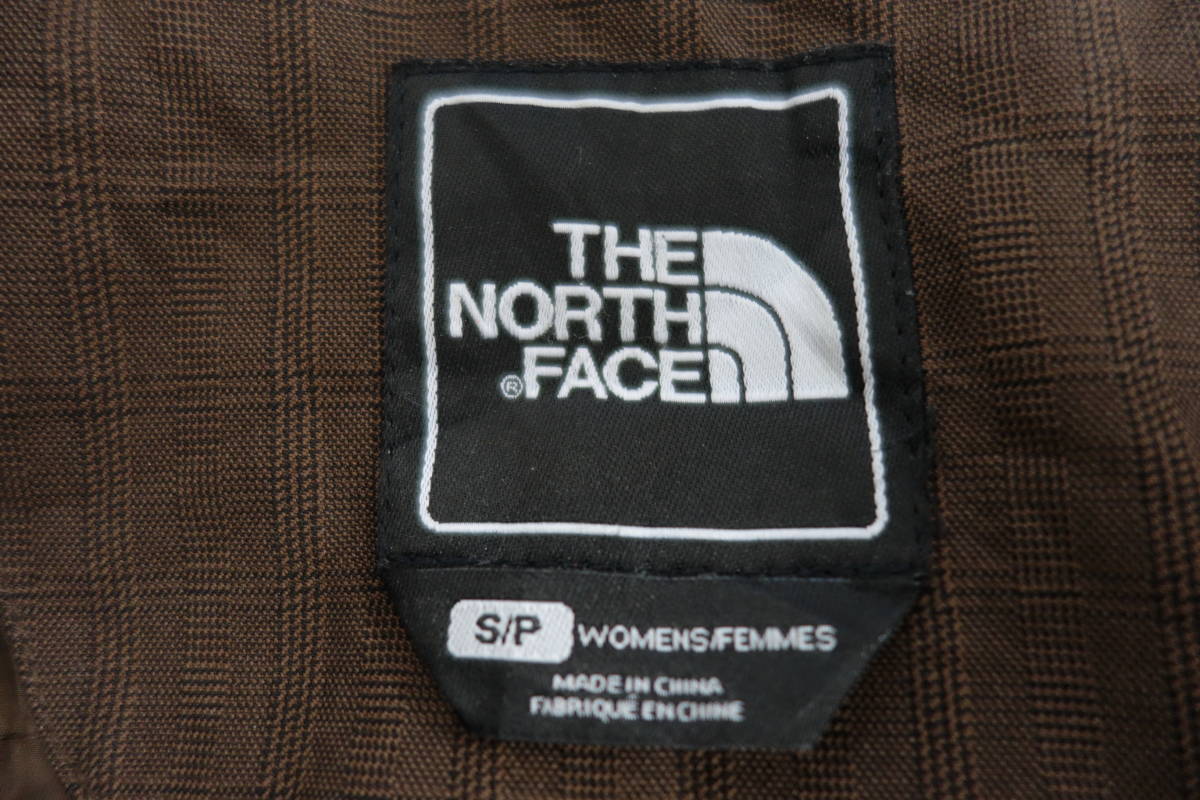 THE
NORTH
®FACE
S/P WOMENS/FEMMES
MADE IN CHINA
FABRIQUÉ EN CHINE